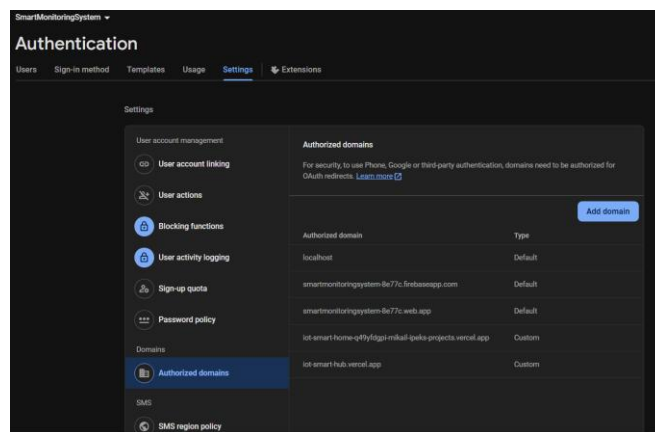 SmartMonitoringSystem
Authentication
Users Sign-in method Templates Usage Settings Extensions
Settings
User account management
User account linking
User actions
Blocking functions
User activity logging
Sign-up quota
Password policy
Domains
Authorized domains
SMS
SMS region policy
Authorized domains
For security, to use Phone, Google or third-party authentication, domains need to be authorized for
OAuth redirects. Learn more
Add domain
Authorized domain Type
localhost Default
smartmonitoringsystem-8e77c.firebaseapp.com Default
smartmonitoringsystem-8e77c.web.app Default
iot-smart-home-q49yfdgpi-mikail-ipeks-projects.vercel.app Custom
iot-smart-hub.vercel.app Custom